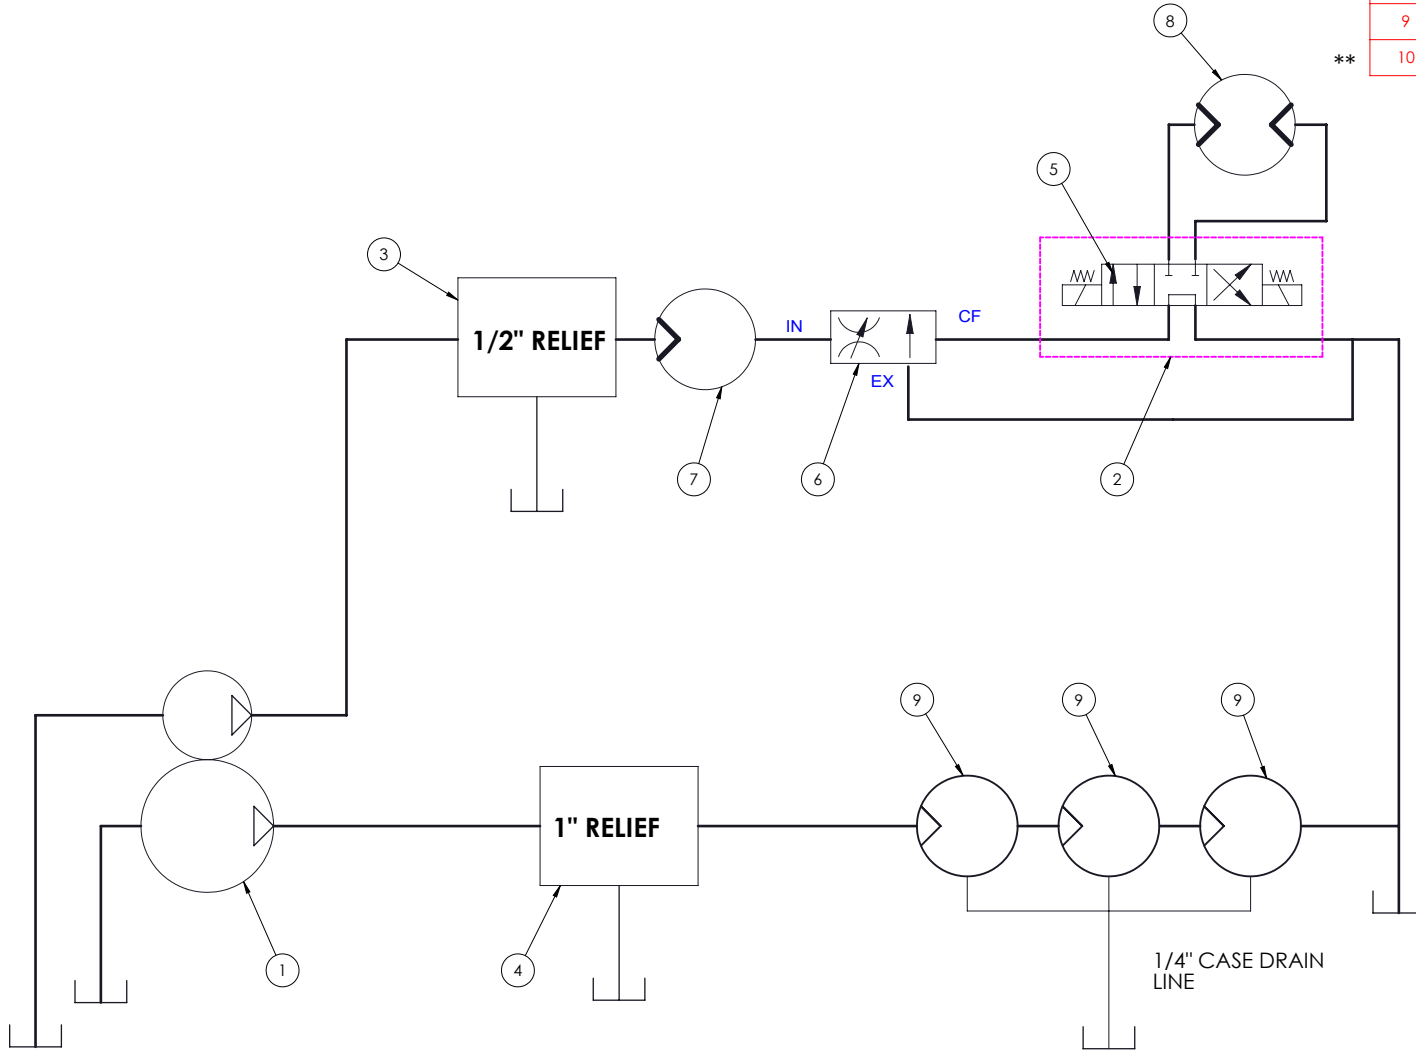 8
9
**
10
5
3
1/2" RELIEF
IN
CF
EX
7
6
2
9
9
9
1" RELIEF
1
4
1/4" CASE DRAIN
LINE